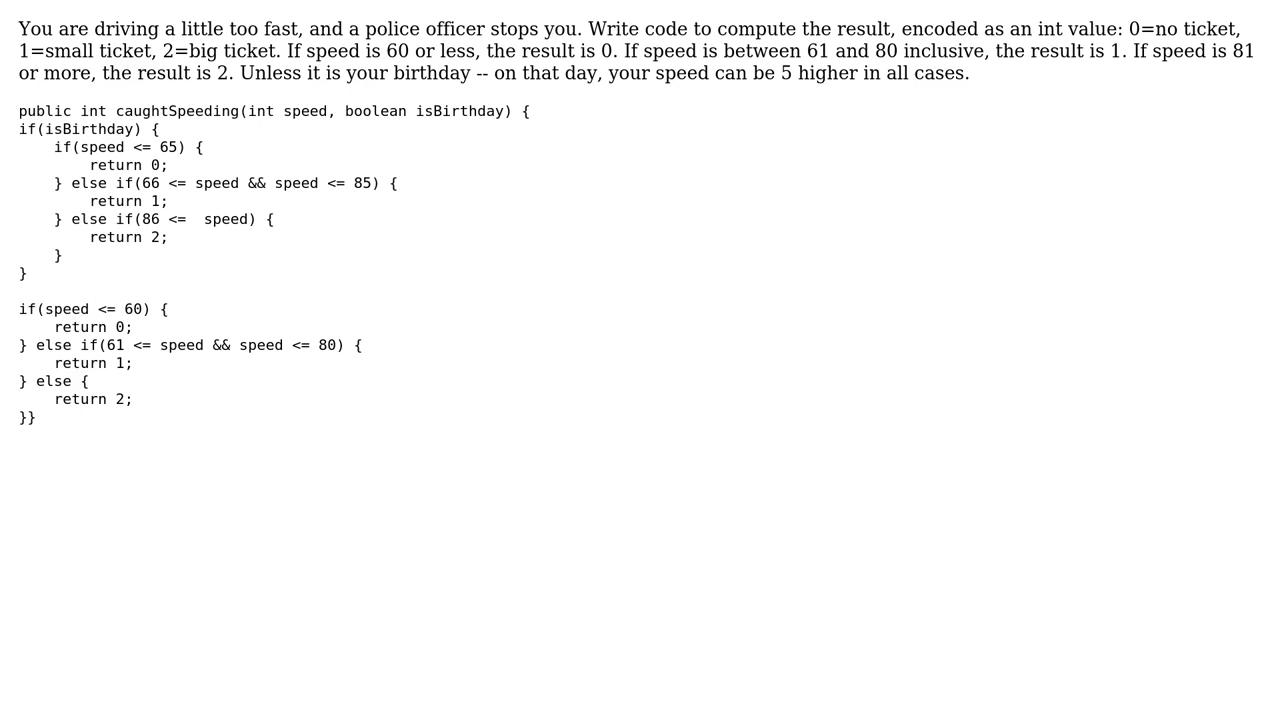 You are driving a little too fast, and a police officer stops you. Write code to compute the result, encoded as an int value: 0=no ticket,
1=small ticket, 2=big ticket. If speed is 60 or less, the result is 0. If speed is between 61 and 80 inclusive, the result is 1. If speed is 81
or more, the result is 2. Unless it is your birthday -- on that day, your speed can be 5 higher in all cases.
public int caughtSpeeding(int speed, boolean isBirthday) {
if(isBirthday) {
    if(speed <= 65) {
        return 0;
    } else if(66 <= speed && speed <= 85) {
        return 1;
    } else if(86 <=  speed) {
        return 2;
    }
}

if(speed <= 60) {
    return 0;
} else if(61 <= speed && speed <= 80) {
    return 1;
} else {
    return 2;
}}